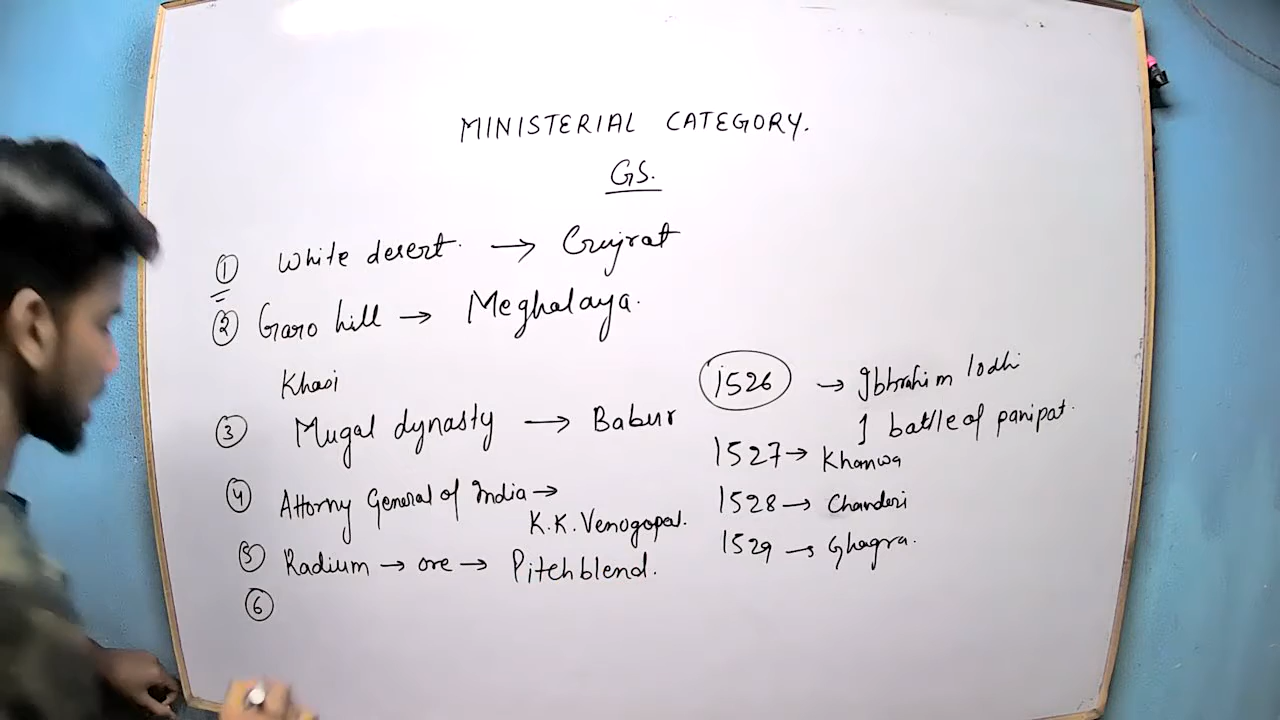 MINISTERIAL CATEGORY.
GS.
① White desert. → Gujrat
② Garo hill → Meghalaya.
Khasi
③ Mugal dynasty → Babur
④ Attorny General of India →
K.K. Venogopal.
⑤ Radium → ore → Pitchblend.
⑥
1526 → Ibhrahim lodhi
1 battle of panipat.
1527 → Khanwa
1528 → Chanderi
1529 → Ghagra.